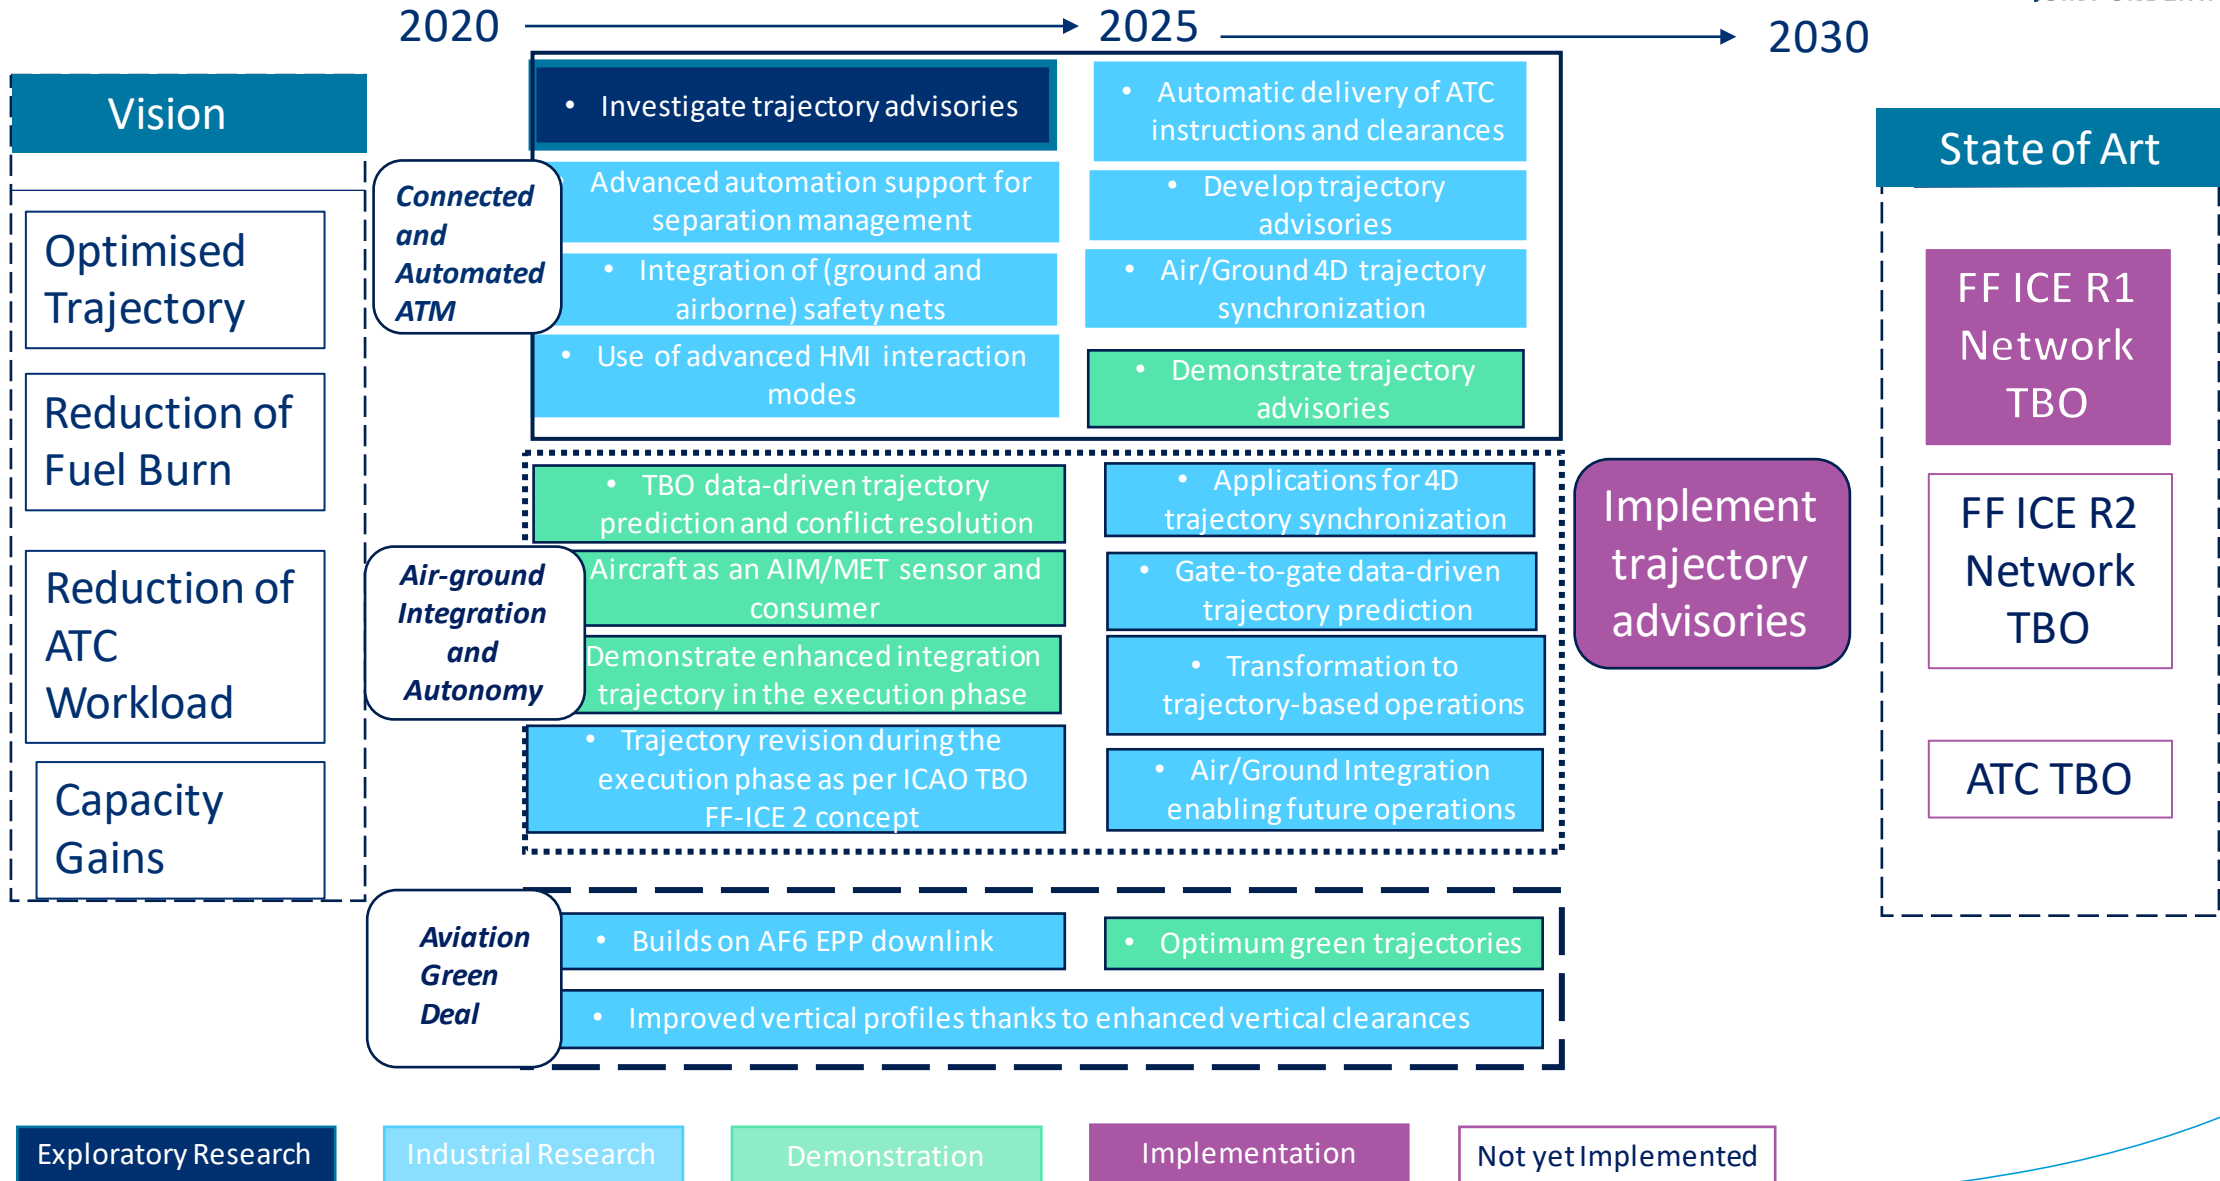 2020
2025
2030
Vision
Optimised
Trajectory
Reduction of
Fuel Burn
Reduction of
ATC
Workload
Capacity
Gains
Connected
and
Automated
ATM
• Investigate trajectory advisories
Advanced automation support for
separation management
• Integration of (ground and
airborne) safety nets
• Use of advanced HMI interaction
modes
• Automatic delivery of ATC
instructions and clearances
• Develop trajectory
advisories
• Air/Ground 4D trajectory
synchronization
• Demonstrate trajectory
advisories
Air-ground
Integration
and
Autonomy
• TBO data-driven trajectory
prediction and conflict resolution
Aircraft as an AIM/MET sensor and
consumer
Demonstrate enhanced integration
trajectory in the execution phase
• Trajectory revision during the
execution phase as per ICAO TBO
FF-ICE 2 concept
• Applications for 4D
trajectory synchronization
• Gate-to-gate data-driven
trajectory prediction
• Transformation to
trajectory-based operations
• Air/Ground Integration
enabling future operations
Aviation
Green
Deal
• Builds on AF6 EPP downlink
• Optimum green trajectories
• Improved vertical profiles thanks to enhanced vertical clearances
Implement
trajectory
advisories
State of Art
FF ICE R1
Network
TBO
FF ICE R2
Network
TBO
ATC TBO
Exploratory Research
Industrial Research
Demonstration
Implementation
Not yet Implemented